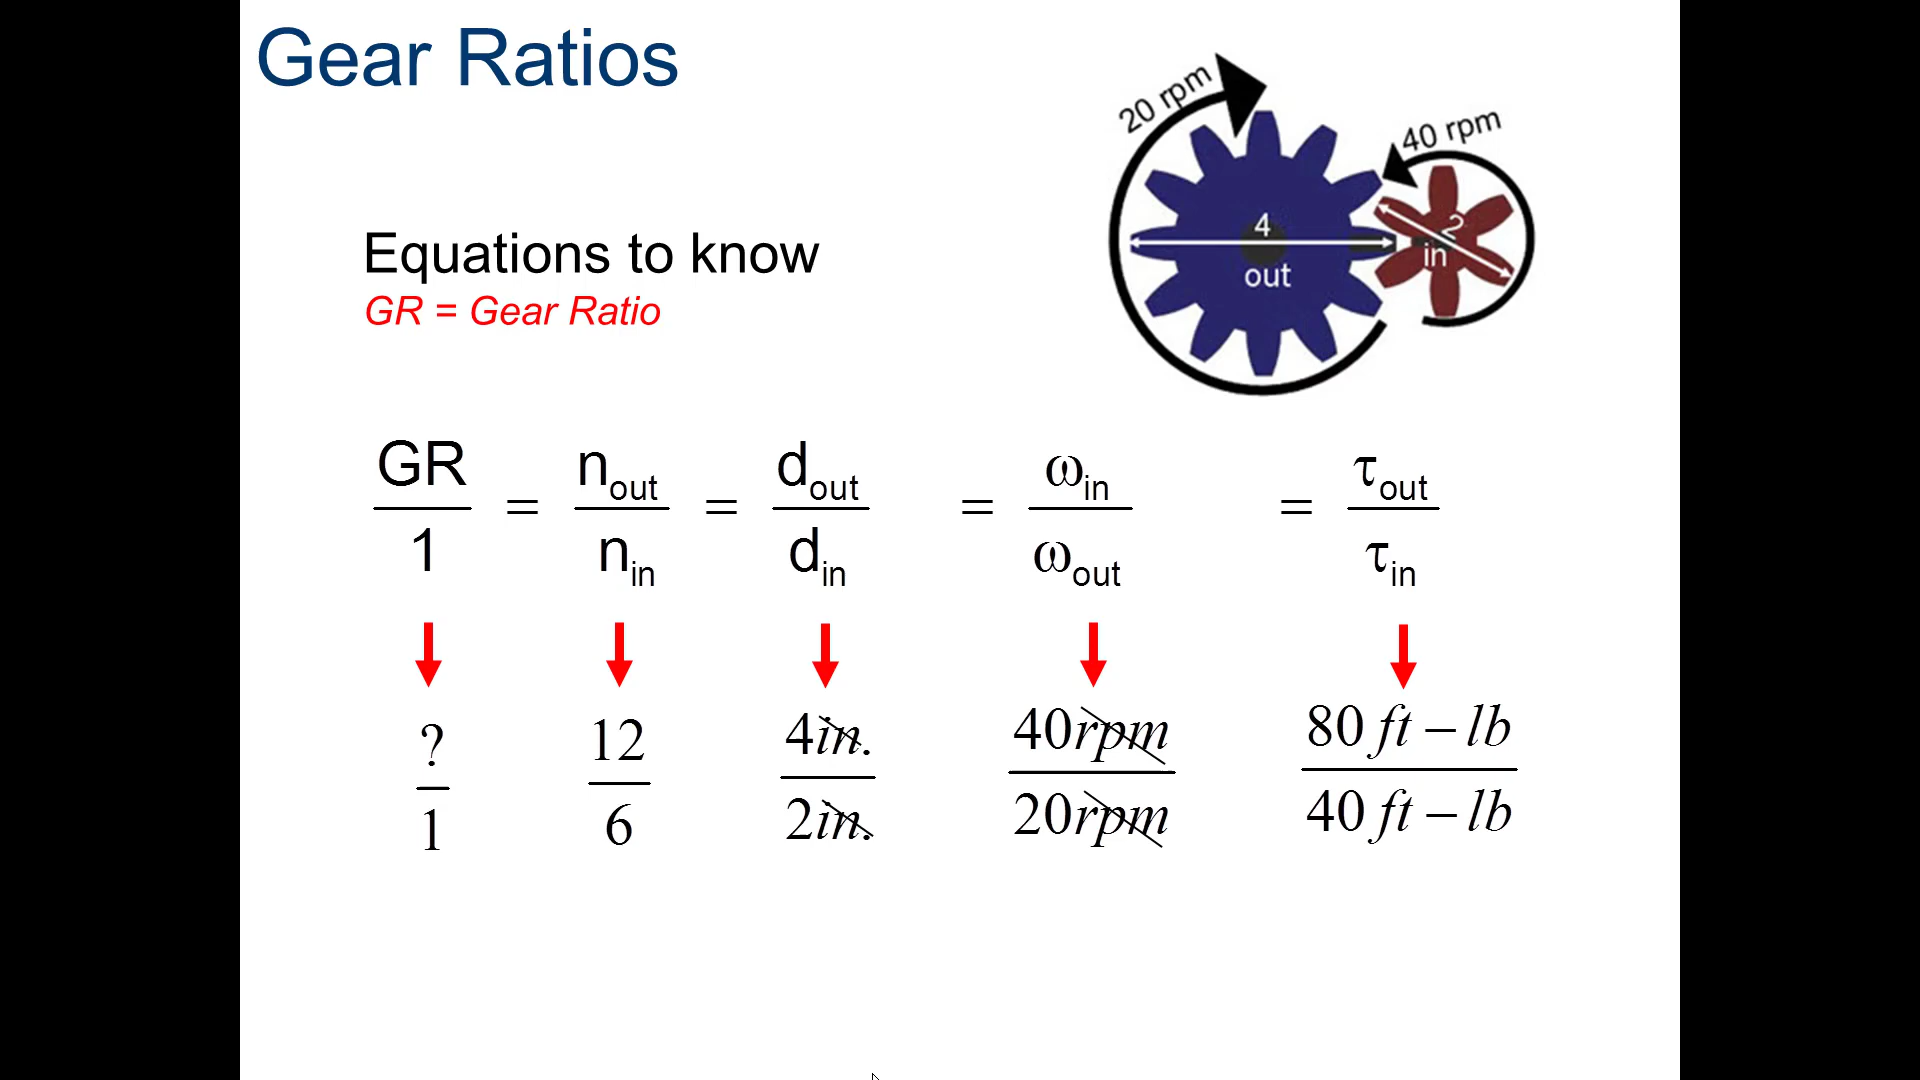 Gear Ratios
20 rpm
40 rpm
4
out
2
in
Equations to know
GR = Gear Ratio
GR/1 = n_out/n_in = d_out/d_in = ω_in/ω_out = τ_out/τ_in
?/1 12/6 4in./2in. 40rpm/20rpm 80 ft – lb/40 ft – lb